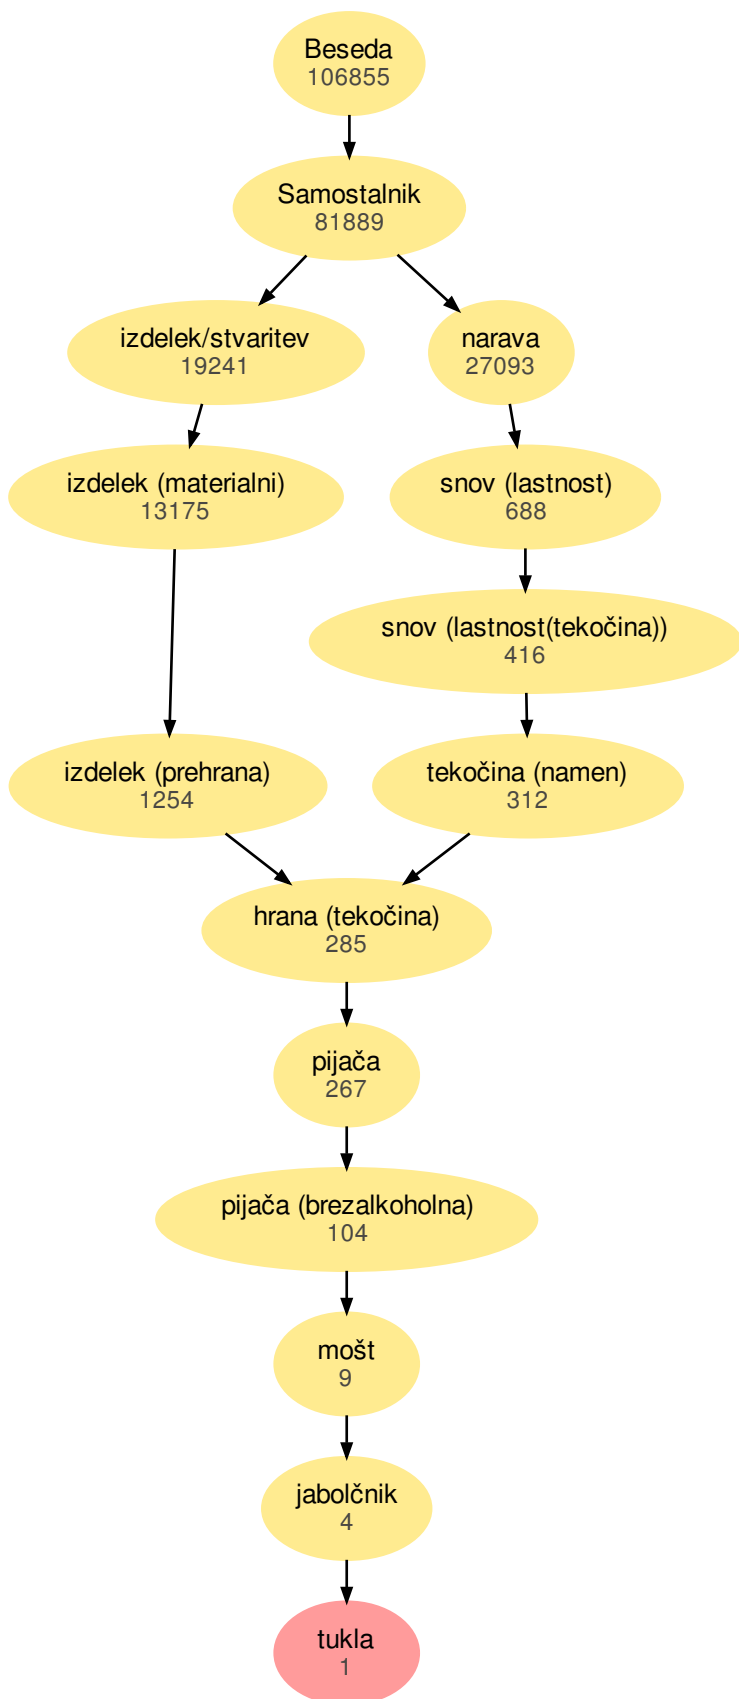 Beseda
106855
Samostalnik
81889
izdelek/stvaritev
19241
narava
27093
izdelek (materialni)
13175
snov (lastnost)
688
snov (lastnost(tekočina))
416
izdelek (prehrana)
1254
tekočina (namen)
312
hrana (tekočina)
285
pijača
267
pijača (brezalkoholna)
104
mošt
9
jabolčnik
4
tukla
1